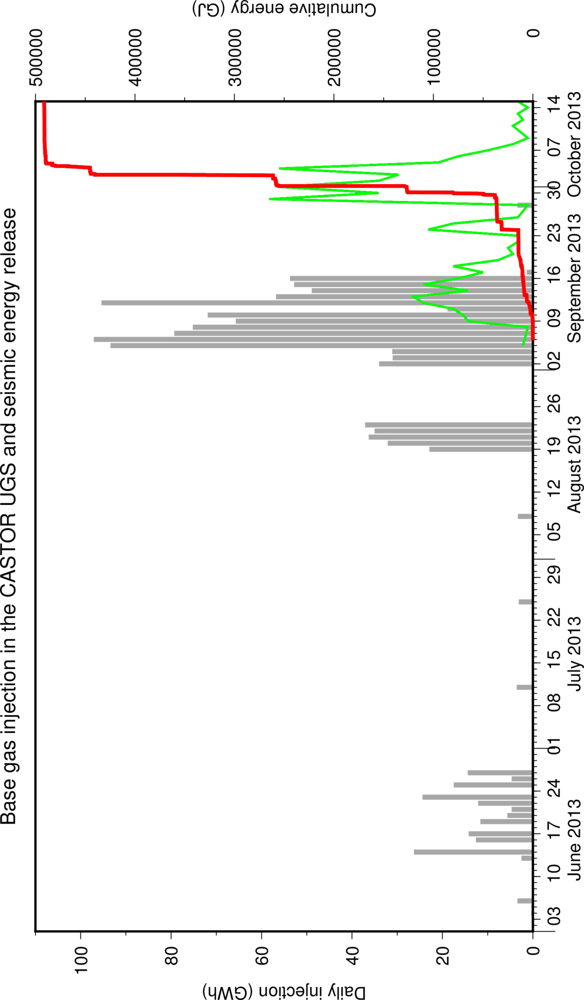 Base gas injection in the CASTOR UGS and seismic energy release
Daily injection (GWh)
100
80
60
40
20
0
Cumulative energy (GJ)
500000
400000
300000
200000
100000
0
03 10 17 24 01 08 15 22 29 05 12 19 26 02 09 16 23 30 07 14
June 2013 July 2013 August 2013 September 2013 October 2013